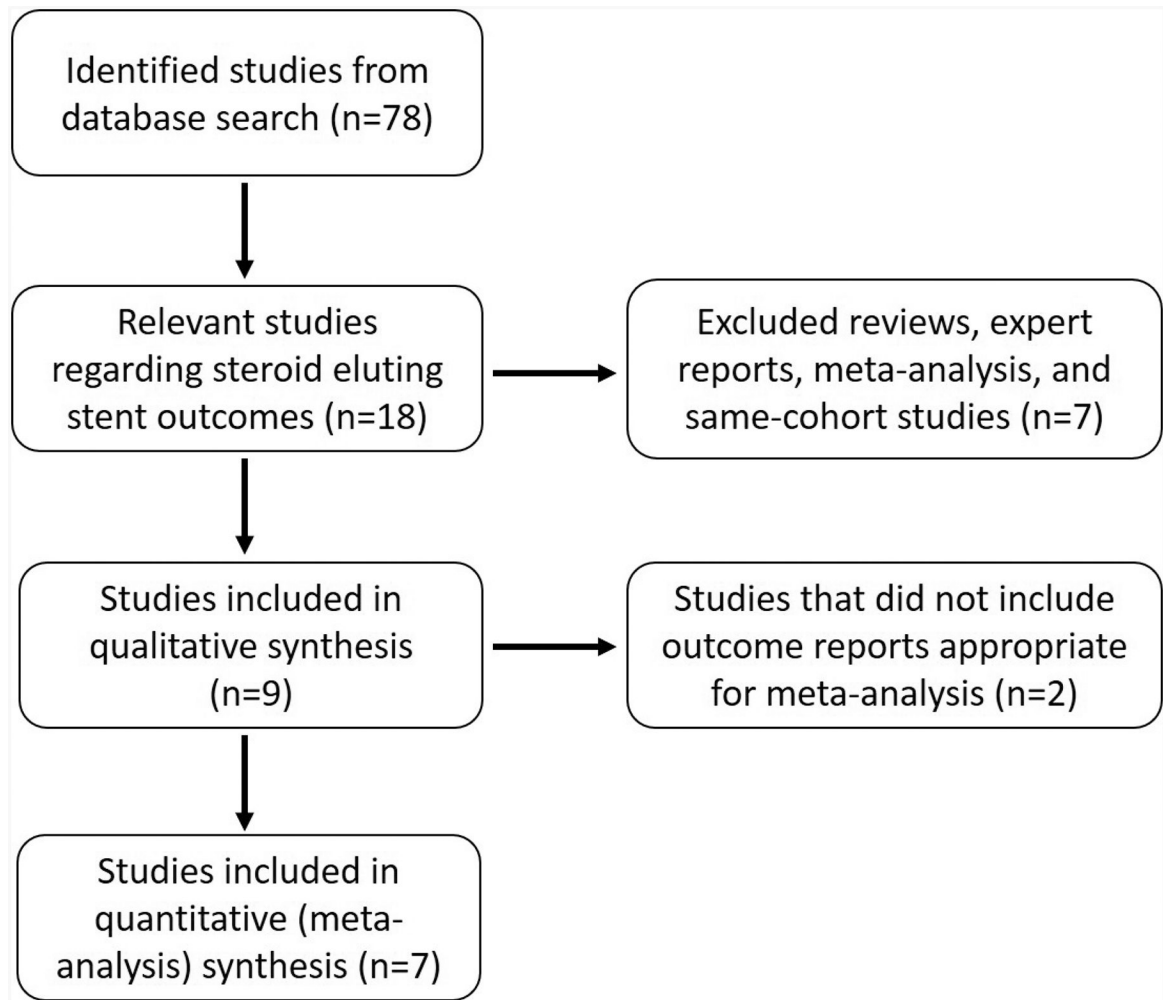 Identified studies from
database search (n=78)
Relevant studies
regarding steroid eluting
stent outcomes (n=18)
Excluded reviews, expert
reports, meta-analysis, and
same-cohort studies (n=7)
Studies included in
qualitative synthesis
(n=9)
Studies that did not include
outcome reports appropriate
for meta-analysis (n=2)
Studies included in
quantitative (meta-
analysis) synthesis (n=7)